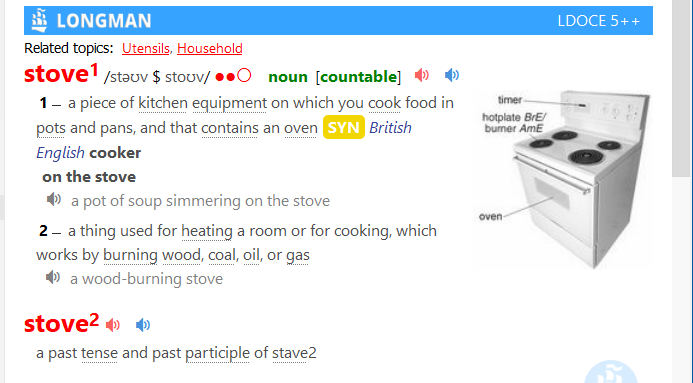 LONGMAN
LDOCE 5++
Related topics: Utensils, Household
stove1 /stəʊv $ stoʊv/ ●●○ noun [countable]
1 – a piece of kitchen equipment on which you cook food in
pots and pans, and that contains an oven SYN British
English cooker
on the stove
a pot of soup simmering on the stove
2 – a thing used for heating a room or for cooking, which
works by burning wood, coal, oil, or gas
a wood-burning stove
timer
hotplate BrE/
burner AmE
oven
stove2
a past tense and past participle of stave2